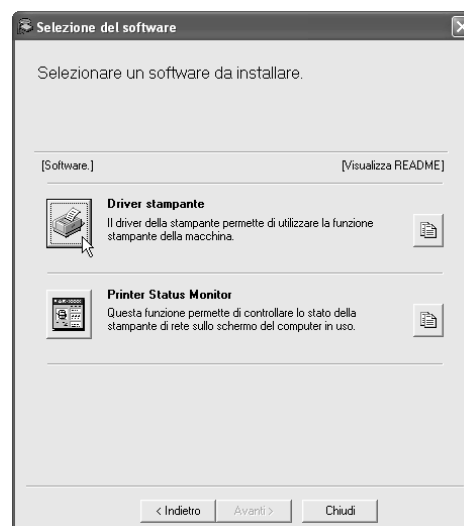 Selezione del software
Selezionare un software da installare.
[Software.] [Visualizza README]
Driver stampante
Il driver della stampante permette di utilizzare la funzione
stampante della macchina.
Printer Status Monitor
Questa funzione permette di controllare lo stato della
stampante di rete sullo schermo del computer in uso.
< Indietro Avanti > Chiudi